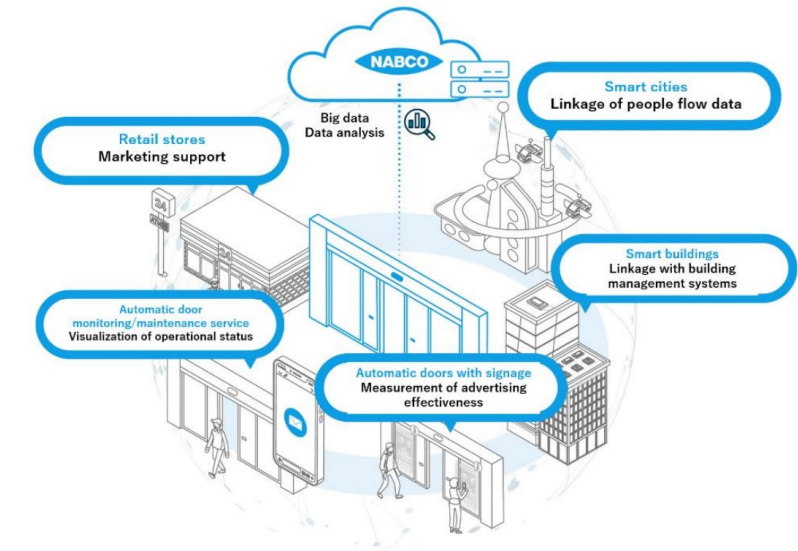 NABCO
Big data
Data analysis
Smart cities
Linkage of people flow data
Retail stores
Marketing support
24
24
Smart buildings
Linkage with building
management systems
Automatic door
monitoring/maintenance service
Visualization of operational status
Automatic doors with signage
Measurement of advertising
effectiveness